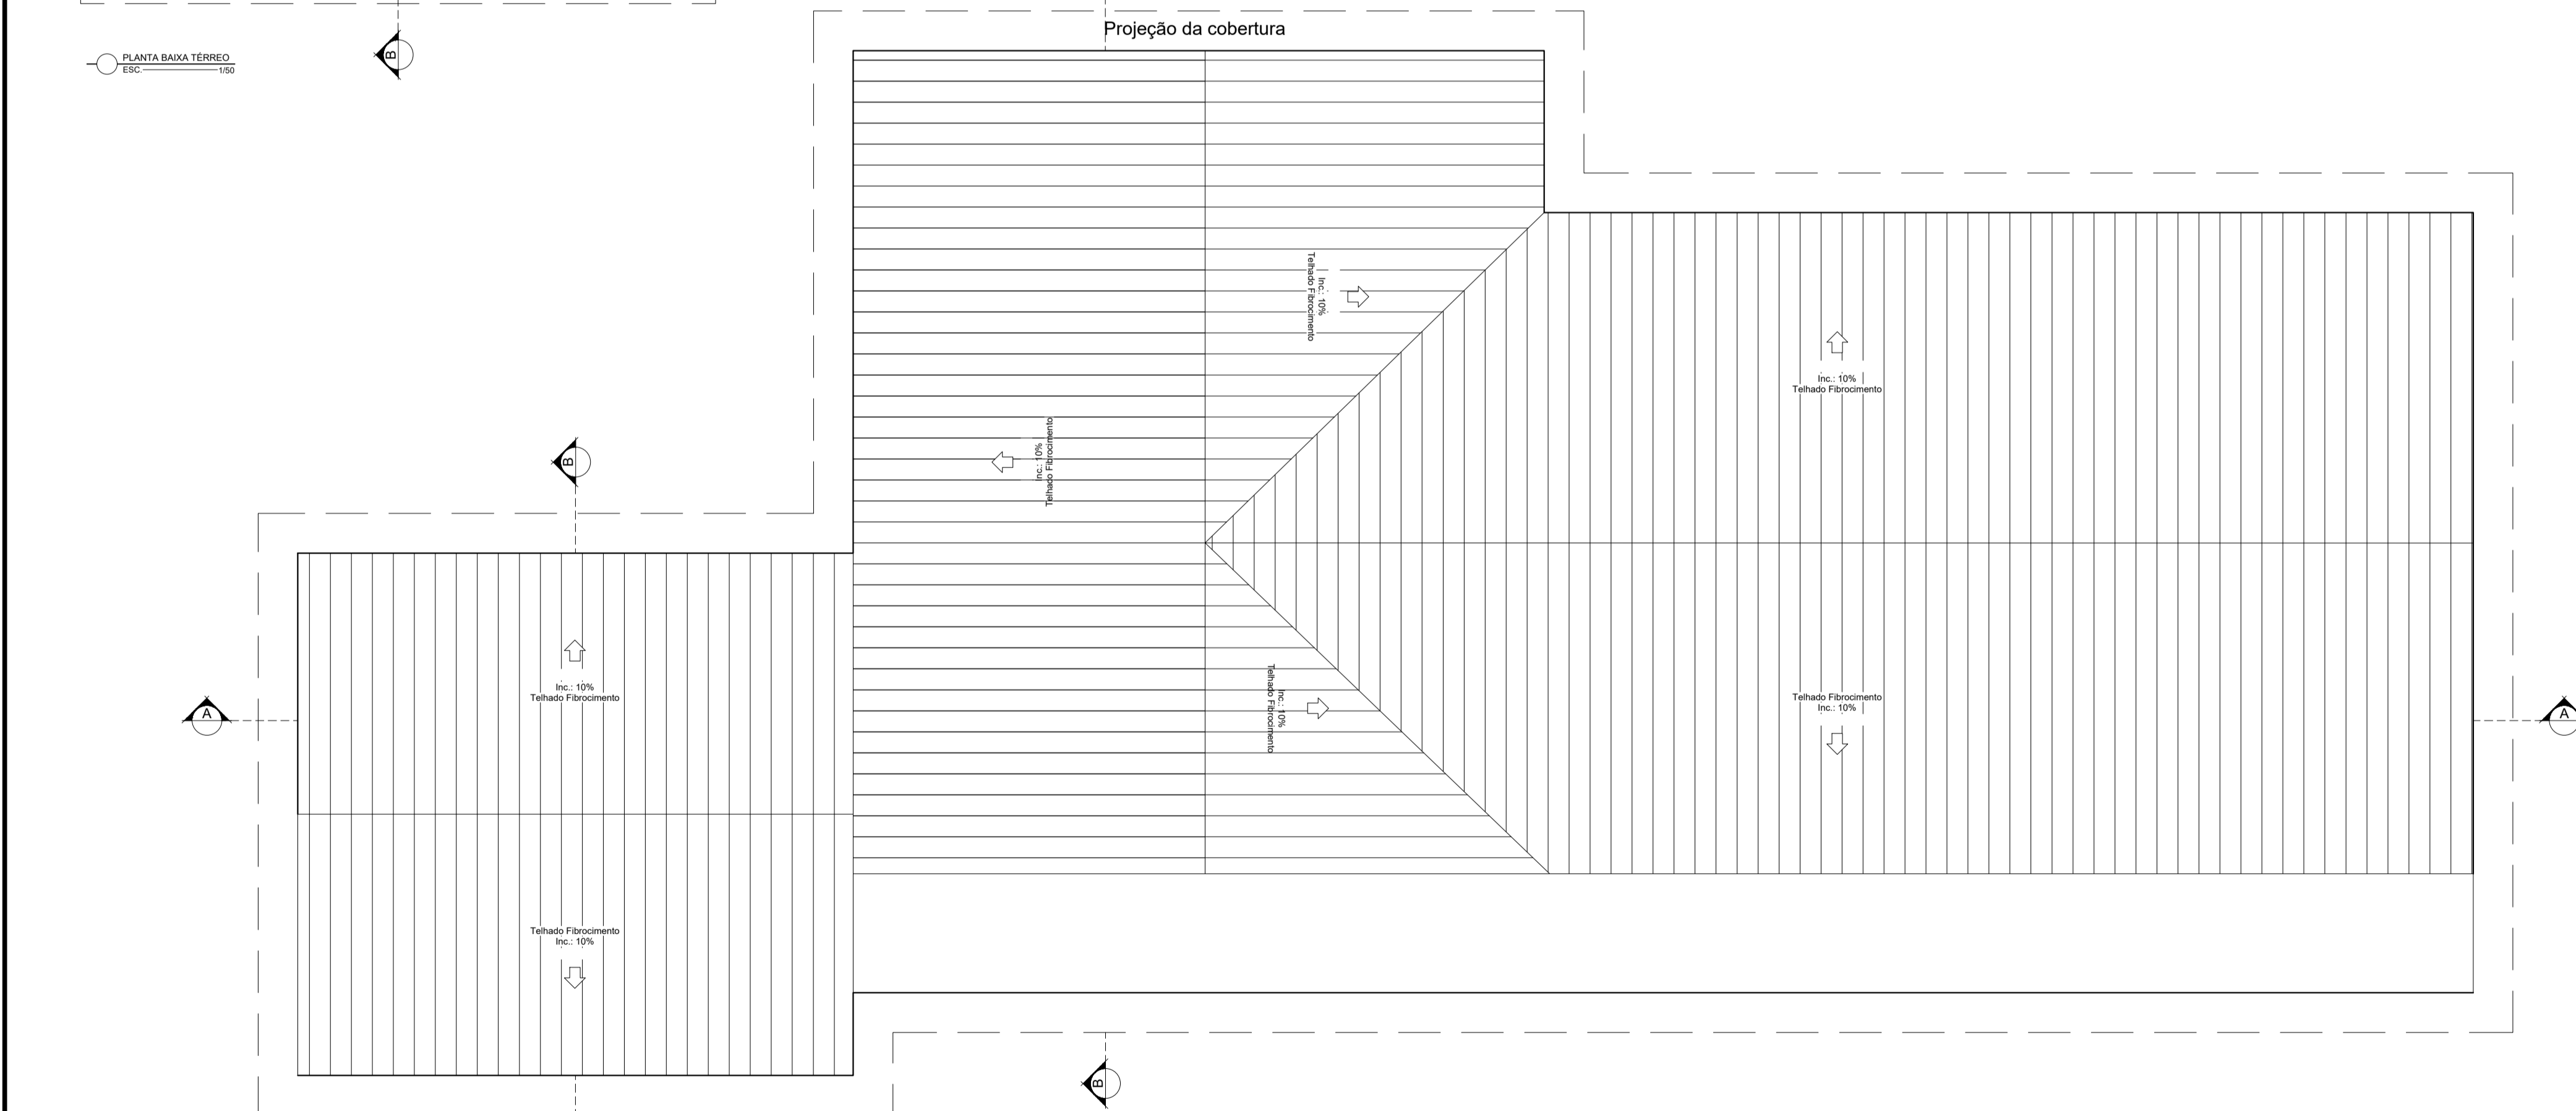 Projeção da cobertura
PLANTA BAIXA TÉRREO
ESC. 1/50
B
Inc.: 10%
Telhado Fibrocimento
Inc.: 10%
Telhado Fibrocimento
Inc.: 10%
Telhado Fibrocimento
B
Inc.: 10%
Telhado Fibrocimento
Inc.: 10%
Telhado Fibrocimento
Telhado Fibrocimento
Inc.: 10%
A
A
Telhado Fibrocimento
Inc.: 10%
B